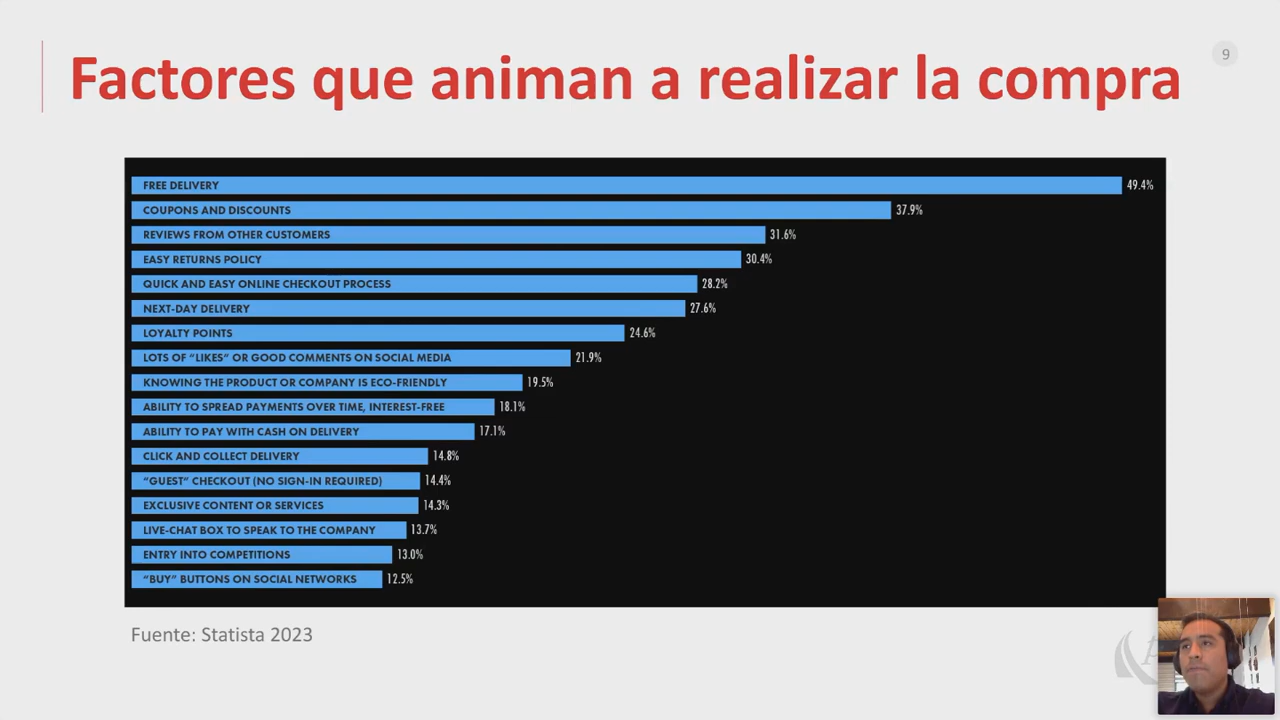 Factores que animan a realizar la compra
9
FREE DELIVERY 49.4%
COUPONS AND DISCOUNTS 37.9%
REVIEWS FROM OTHER CUSTOMERS 31.6%
EASY RETURNS POLICY 30.4%
QUICK AND EASY ONLINE CHECKOUT PROCESS 28.2%
NEXT-DAY DELIVERY 27.6%
LOYALTY POINTS 24.6%
LOTS OF “LIKES” OR GOOD COMMENTS ON SOCIAL MEDIA 21.9%
KNOWING THE PRODUCT OR COMPANY IS ECO-FRIENDLY 19.5%
ABILITY TO SPREAD PAYMENTS OVER TIME, INTEREST-FREE 18.1%
ABILITY TO PAY WITH CASH ON DELIVERY 17.1%
CLICK AND COLLECT DELIVERY 14.8%
“GUEST” CHECKOUT (NO SIGN-IN REQUIRED) 14.4%
EXCLUSIVE CONTENT OR SERVICES 14.3%
LIVE-CHAT BOX TO SPEAK TO THE COMPANY 13.7%
ENTRY INTO COMPETITIONS 13.0%
“BUY” BUTTONS ON SOCIAL NETWORKS 12.5%
Fuente: Statista 2023